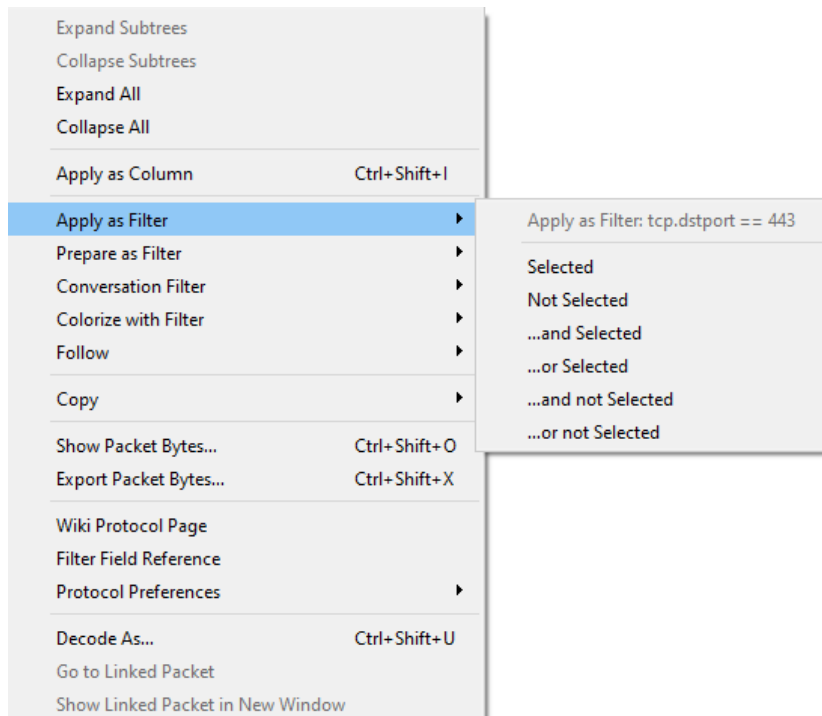 Expand Subtrees
Collapse Subtrees
Expand All
Collapse All
Apply as Column Ctrl+Shift+I
Apply as Filter
Prepare as Filter
Conversation Filter
Colorize with Filter
Follow
Copy
Show Packet Bytes... Ctrl+Shift+O
Export Packet Bytes... Ctrl+Shift+X
Wiki Protocol Page
Filter Field Reference
Protocol Preferences
Decode As... Ctrl+Shift+U
Go to Linked Packet
Show Linked Packet in New Window
Apply as Filter: tcp.dstport == 443
Selected
Not Selected
...and Selected
...or Selected
...and not Selected
...or not Selected